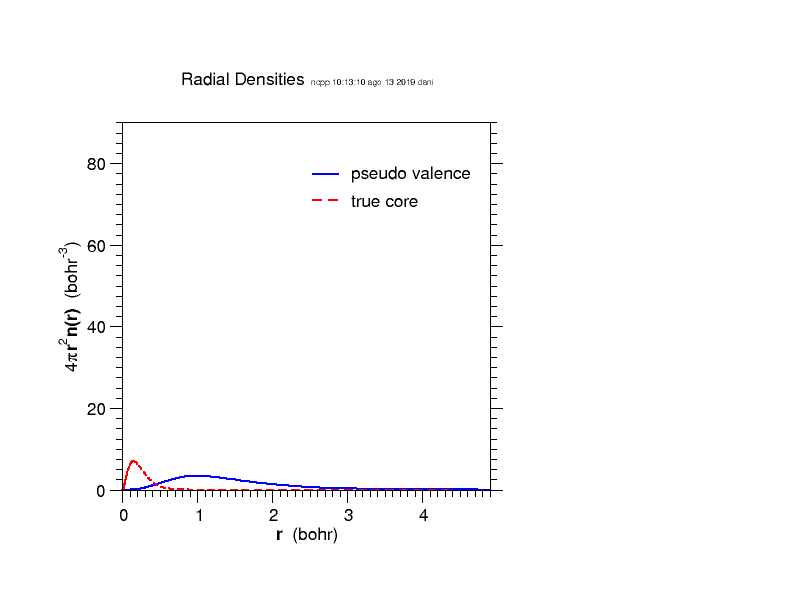 Radial Densities ncpp 10:13:10 ago 13 2019 dani
pseudo valence
true core
80
60
40
20
0
4πr²n(r) (bohr⁻³)
0 1 2 3 4
r (bohr)